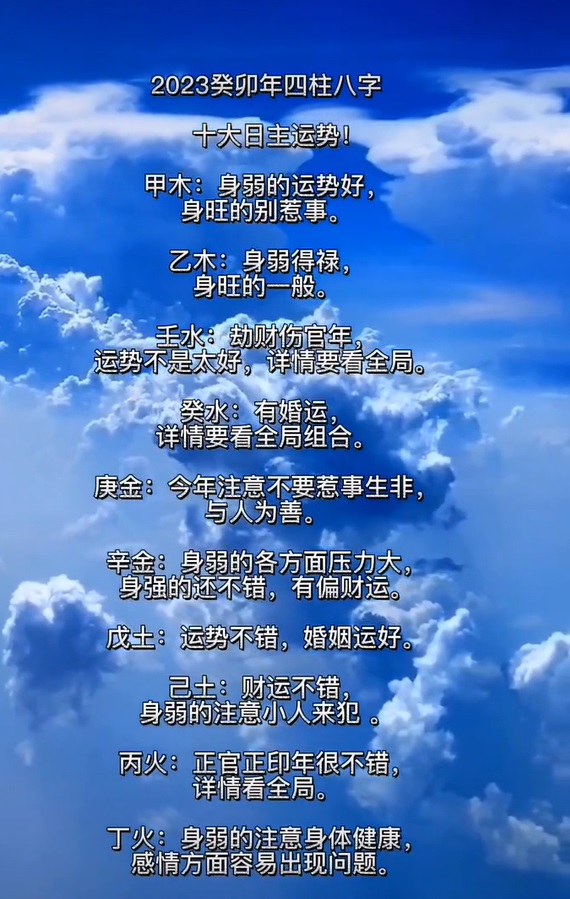 2023癸卯年四柱八字
十大日主运势！
甲木：身弱的运势好，
身旺的别惹事。
乙木：身弱得禄，
身旺的一般。
壬水：劫财伤官年，
运势不是太好，详情要看全局。
癸水：有婚运，
详情要看全局组合。
庚金：今年注意不要惹事生非，
与人为善。
辛金：身弱的各方面压力大，
身强的还不错，有偏财运。
戊土：运势不错，婚姻运好。
己土：财运不错，
身弱的注意小人来犯 。
丙火：正官正印年很不错，
详情看全局。
丁火：身弱的注意身体健康，
感情方面容易出现问题。